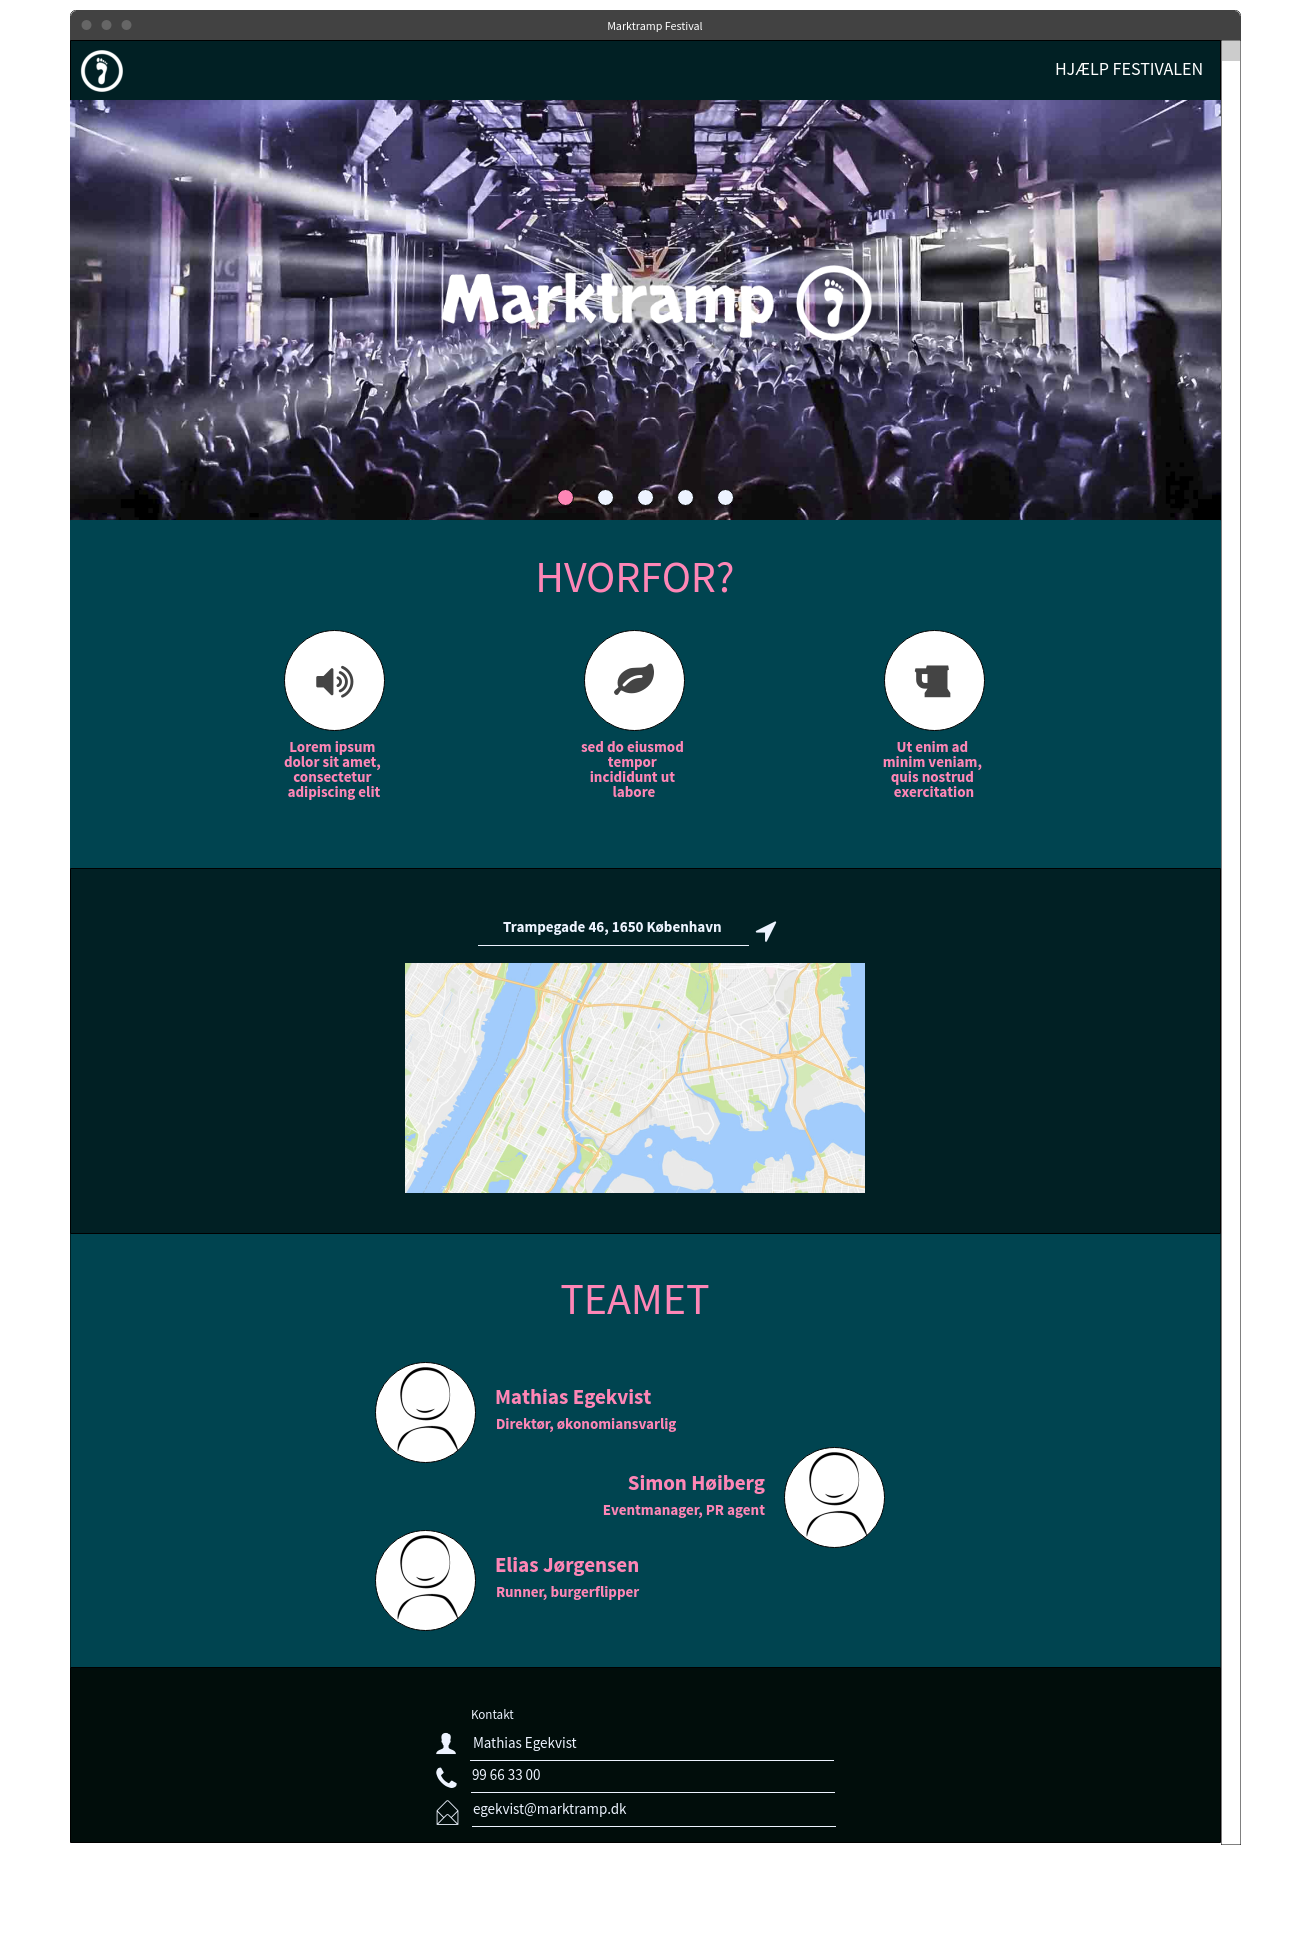 Marktramp Festival
HJÆLP FESTIVALEN
Marktramp
HVORFOR?
Lorem ipsum
dolor sit amet,
consectetur
adipiscing elit
sed do eiusmod
tempor
incididunt ut
labore
Ut enim ad
minim veniam,
quis nostrud
exercitation
Trampegade 46, 1650 København
TEAMET
Mathias Egekvist
Direktør, økonomiansvarlig
Simon Høiberg
Eventmanager, PR agent
Elias Jørgensen
Runner, burgerflipper
Kontakt
Mathias Egekvist
99 66 33 00
egekvist@marktramp.dk